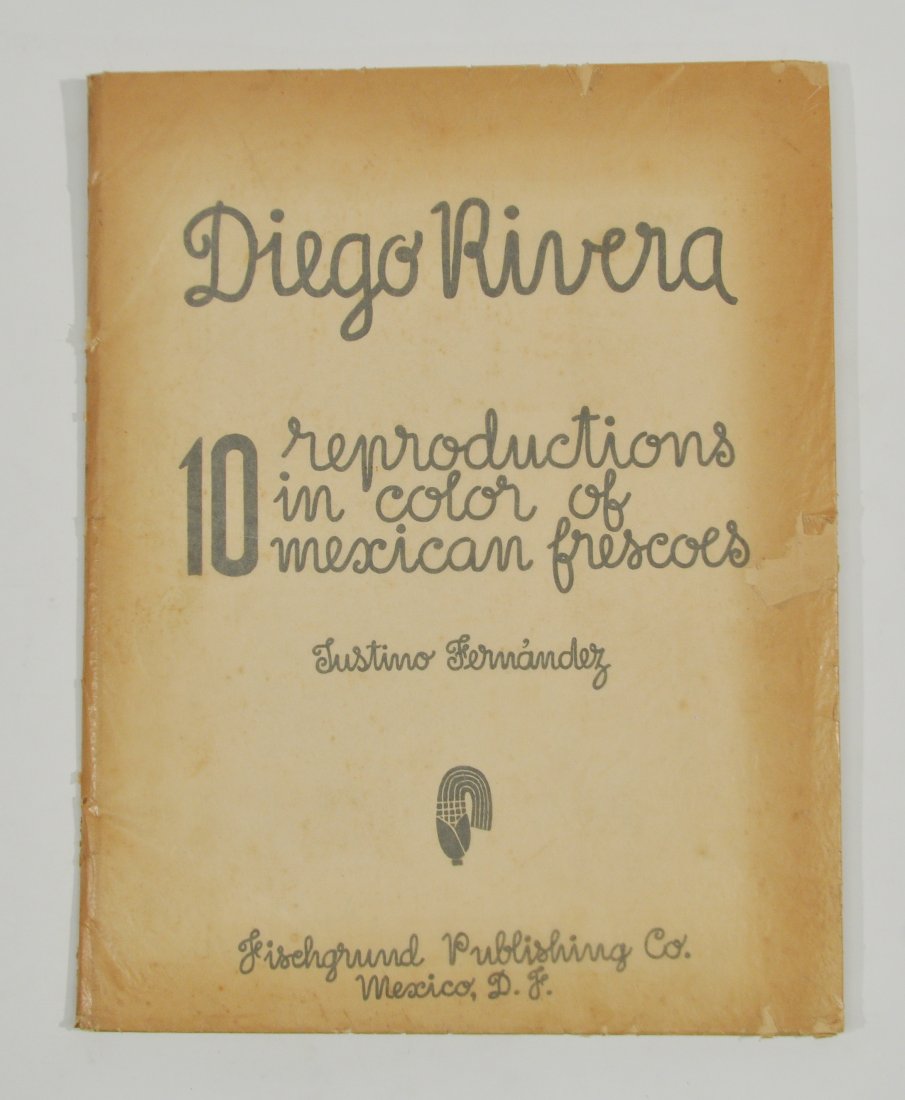 Diego Rivera
10 reproductions
in color of
mexican frescoes
Justino Fernández
Fischgrund Publishing Co.
Mexico, D. F.